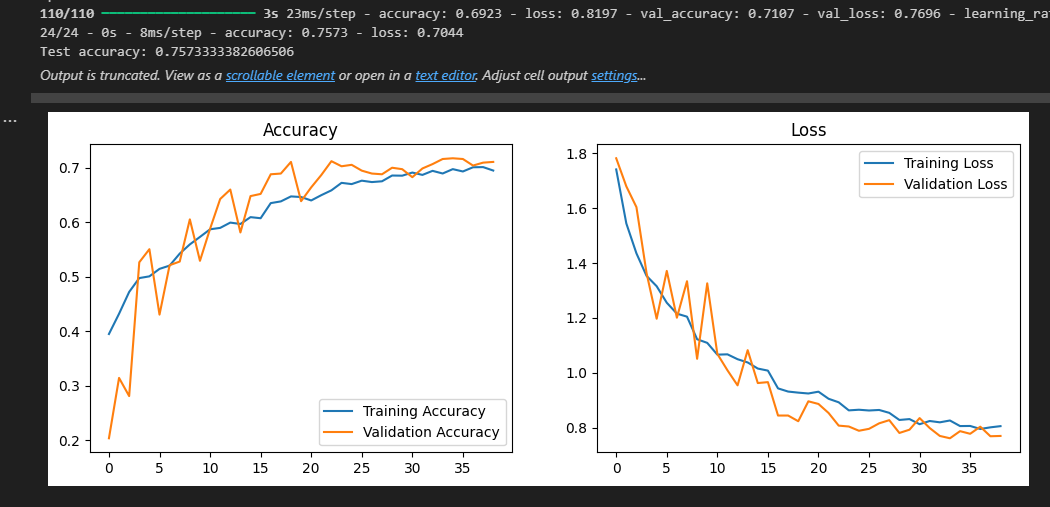 110/110 ━━━━━━━━━━━━━━━━━━━━ 3s 23ms/step - accuracy: 0.6923 - loss: 0.8197 - val_accuracy: 0.7107 - val_loss: 0.7696 - learning_ra
24/24 - 0s - 8ms/step - accuracy: 0.7573 - loss: 0.7044
Test accuracy: 0.7573333382606506
Output is truncated. View as a scrollable element or open in a text editor. Adjust cell output settings...
...
Accuracy
0.7
0.6
0.5
0.4
0.3
0.2
0 5 10 15 20 25 30 35
Training Accuracy
Validation Accuracy
Loss
1.8
1.6
1.4
1.2
1.0
0.8
0 5 10 15 20 25 30 35
Training Loss
Validation Loss